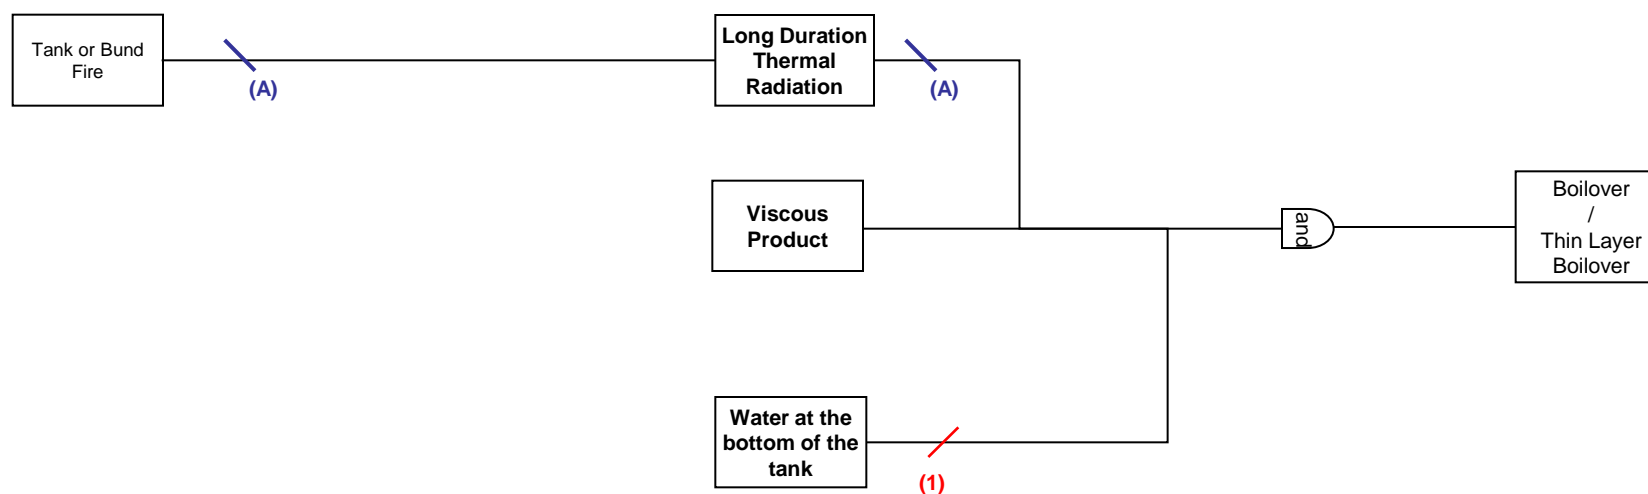 Tank or Bund
Fire
(A)
Long Duration
Thermal
Radiation
(A)
Viscous
Product
and
Boilover
/
Thin Layer
Boilover
Water at the
bottom of the
tank
(1)